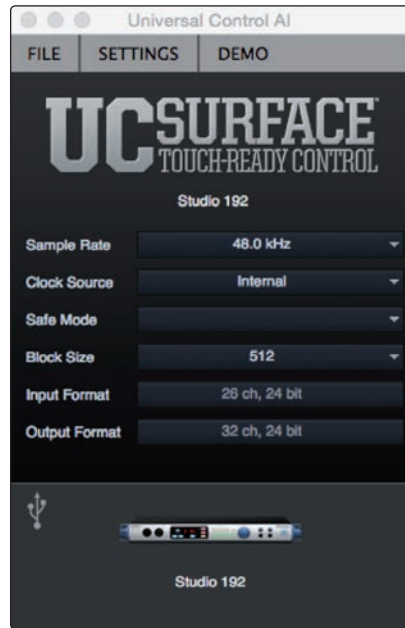 Universal Control AI
FILE SETTINGS DEMO
UC SURFACE
TOUCH-READY CONTROL
Studio 192
Sample Rate 48.0 kHz
Clock Source Internal
Safe Mode
Block Size 512
Input Format 26 ch, 24 bit
Output Format 32 ch, 24 bit
Studio 192